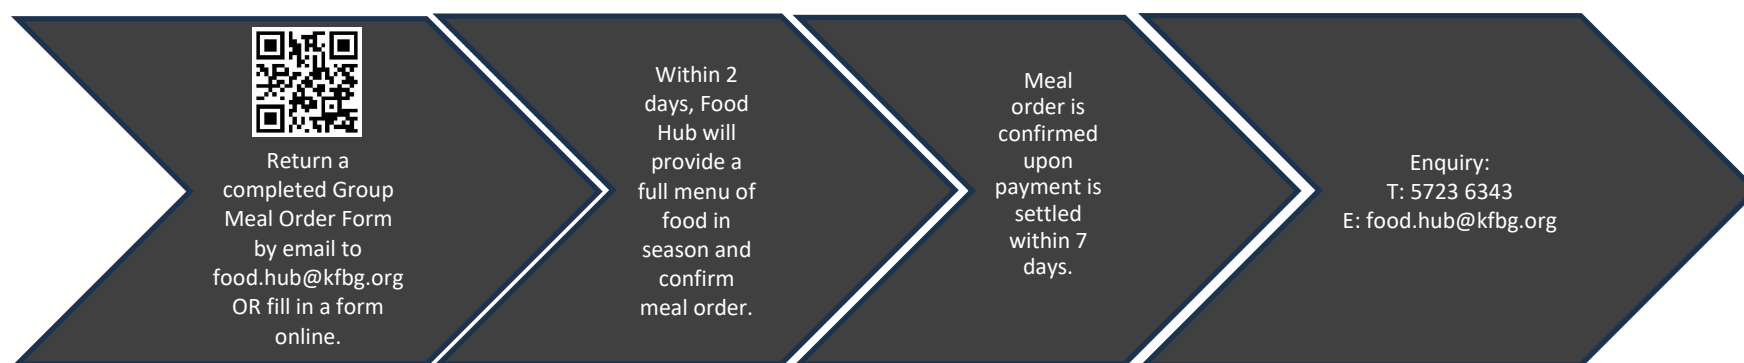 Return a
completed Group
Meal Order Form
by email to
food.hub@kfbg.org
OR fill in a form
online.
Within 2
days, Food
Hub will
provide a
full menu of
food in
season and
confirm
meal order.
Meal
order is
confirmed
upon
payment is
settled
within 7
days.
Enquiry:
T: 5723 6343
E: food.hub@kfbg.org